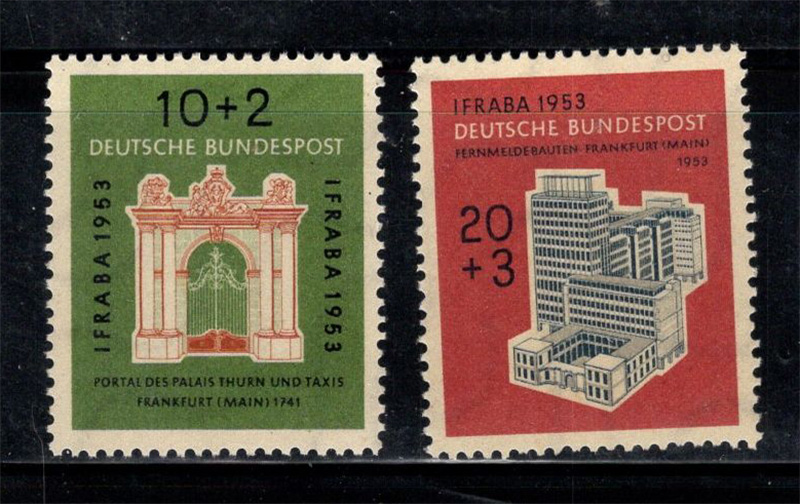 10+2
DEUTSCHE BUNDESPOST
IFRABA 1953
IFRABA 1953
PORTAL DES PALAIS THURN UND TAXIS
FRANKFURT (MAIN) 1741
IFRABA 1953
DEUTSCHE BUNDESPOST
FERNMELDEBAUTEN-FRANKFURT (MAIN)
1953
20
+3